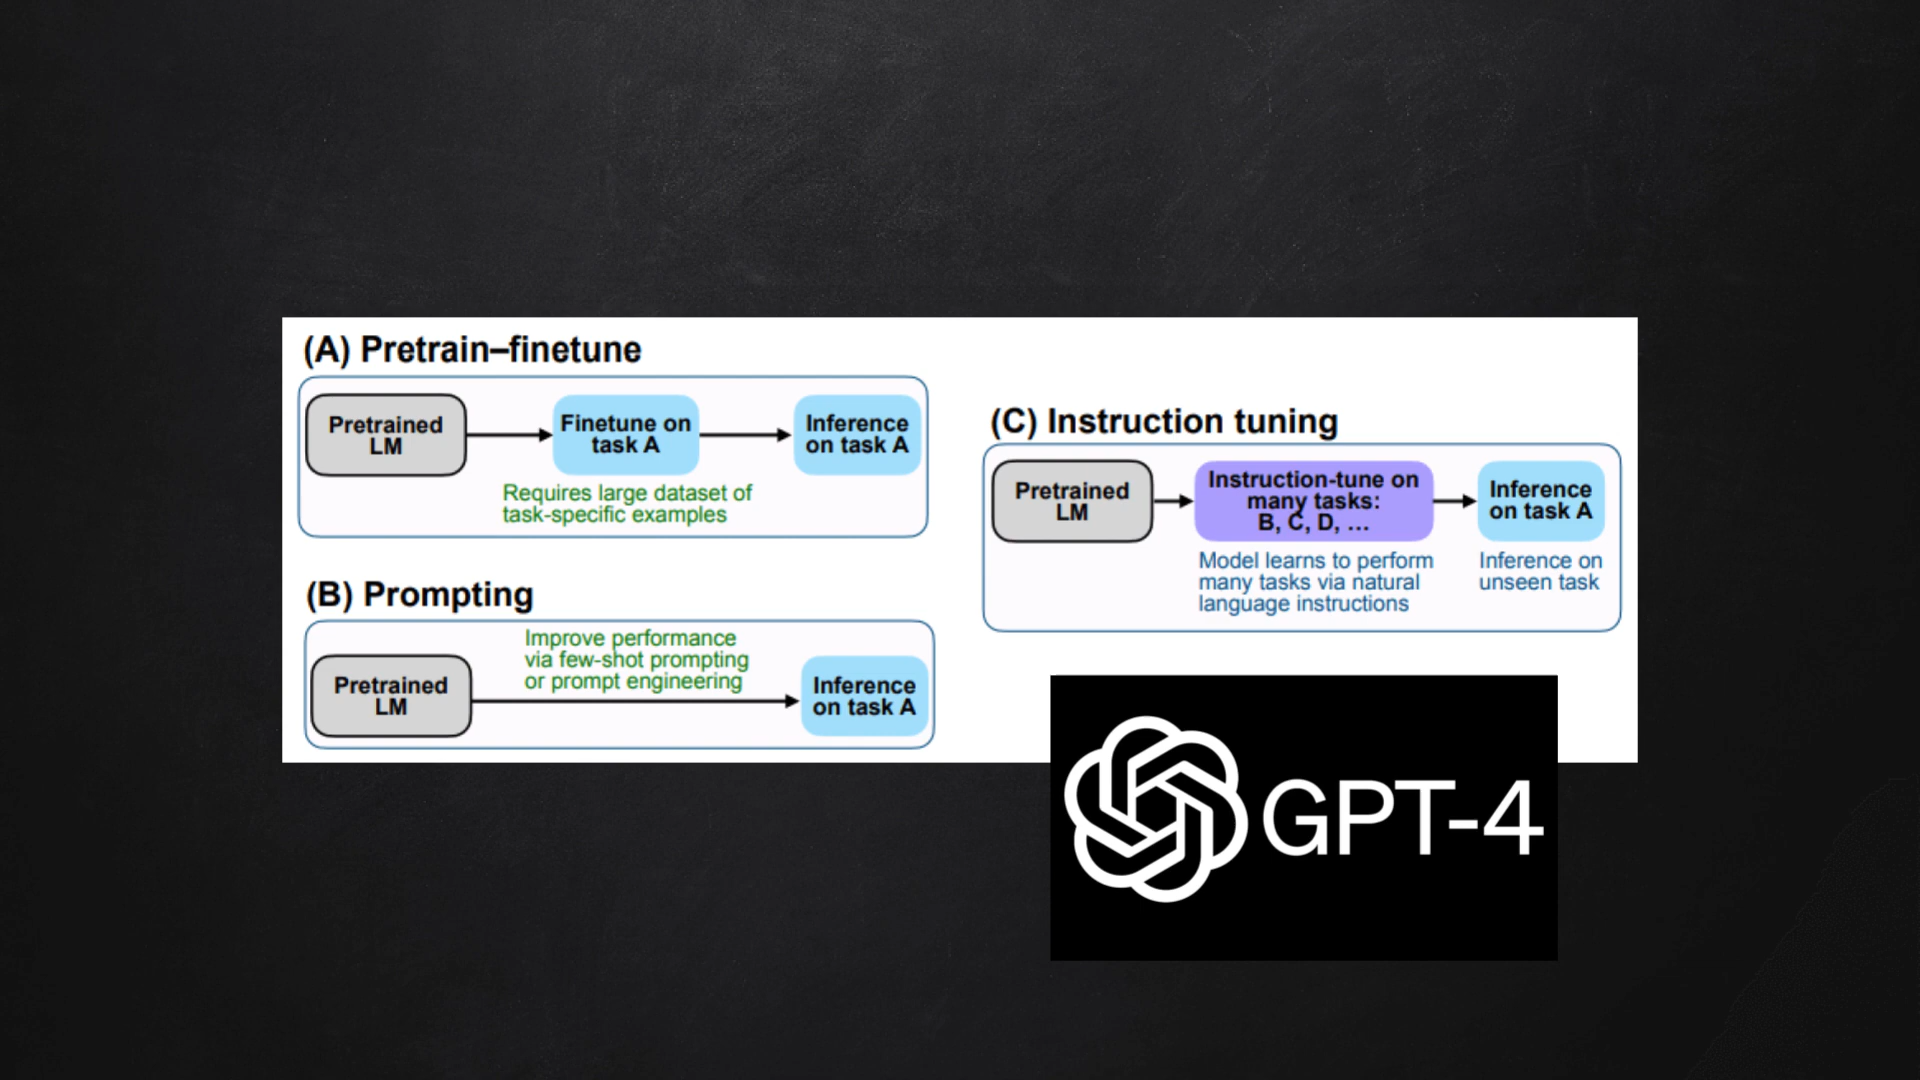 (A) Pretrain–finetune
Pretrained
LM
Finetune on
task A
Inference
on task A
Requires large dataset of
task-specific examples
(B) Prompting
Pretrained
LM
Improve performance
via few-shot prompting
or prompt engineering
Inference
on task A
(C) Instruction tuning
Pretrained
LM
Instruction-tune on
many tasks:
B, C, D, ...
Inference
on task A
Model learns to perform
many tasks via natural
language instructions
Inference on
unseen task
GPT-4